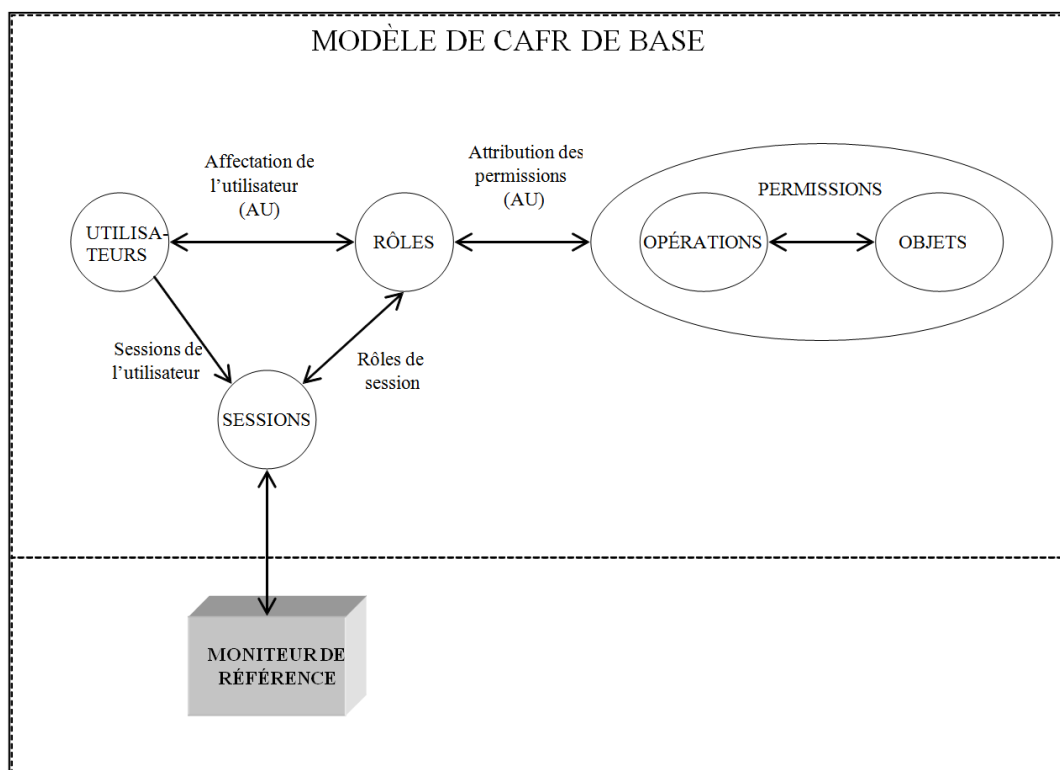 MODÈLE DE CAFR DE BASE
Affectation de
l'utilisateur
(AU)
Attribution des
permissions
(AU)
PERMISSIONS
UTILISA-
TEURS
RÔLES
OPÉRATIONS
OBJETS
Sessions de
l'utilisateur
Rôles de
session
SESSIONS
MONITEUR DE
RÉFÉRENCE